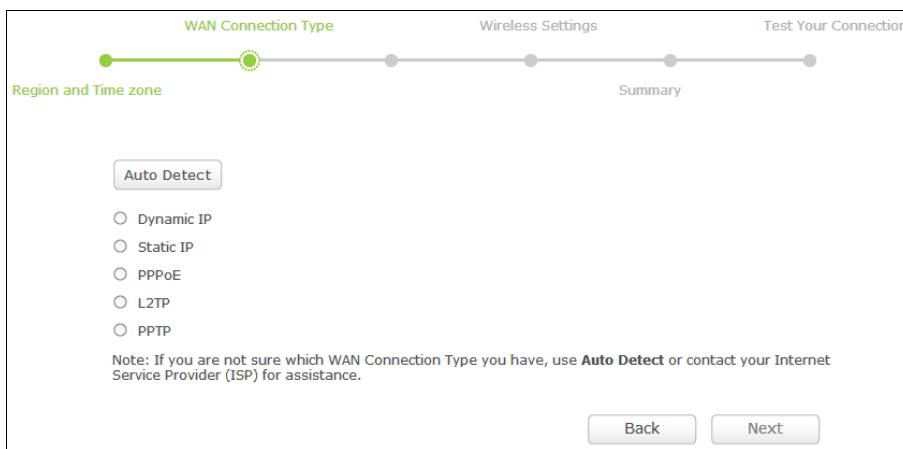 WAN Connection Type
Wireless Settings
Test Your Connection
Region and Time zone
Summary
Auto Detect
Dynamic IP
Static IP
PPPoE
L2TP
PPTP
Note: If you are not sure which WAN Connection Type you have, use Auto Detect or contact your Internet
Service Provider (ISP) for assistance.
Back
Next